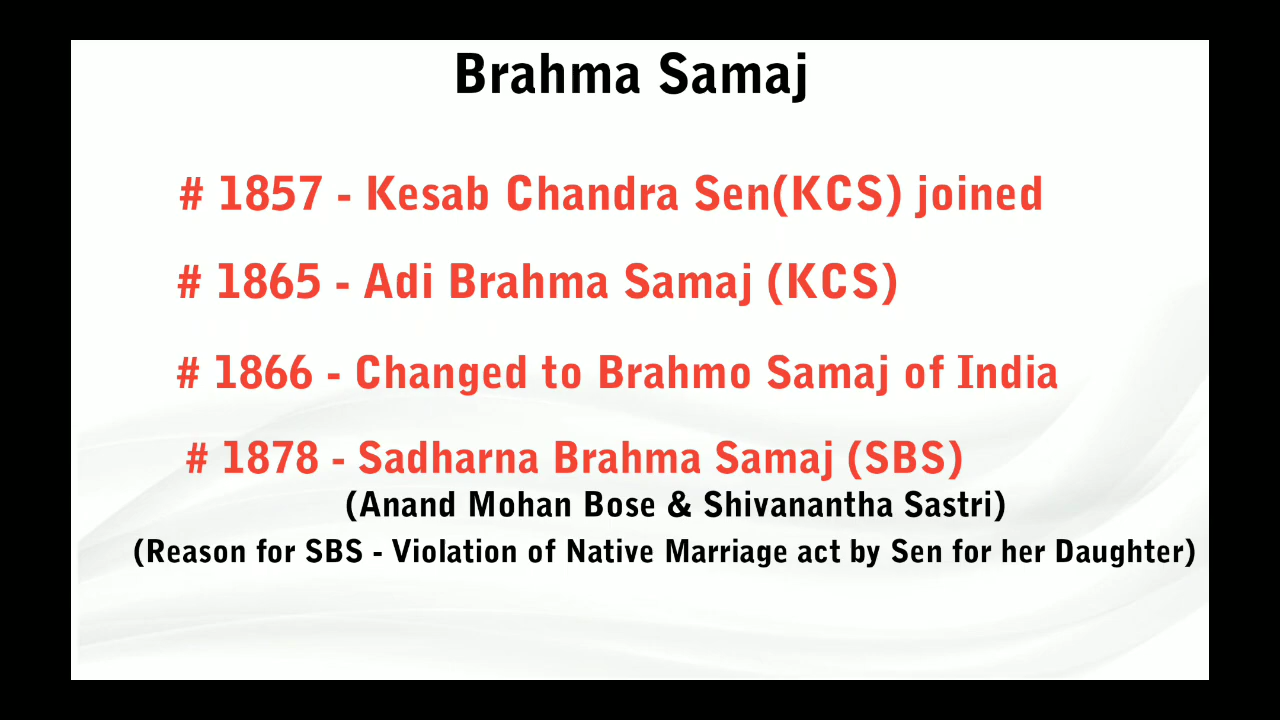 Brahma Samaj
# 1857 - Kesab Chandra Sen(KCS) joined
# 1865 - Adi Brahma Samaj (KCS)
# 1866 - Changed to Brahmo Samaj of India
# 1878 - Sadharna Brahma Samaj (SBS)
(Anand Mohan Bose & Shivanantha Sastri)
(Reason for SBS - Violation of Native Marriage act by Sen for her Daughter)